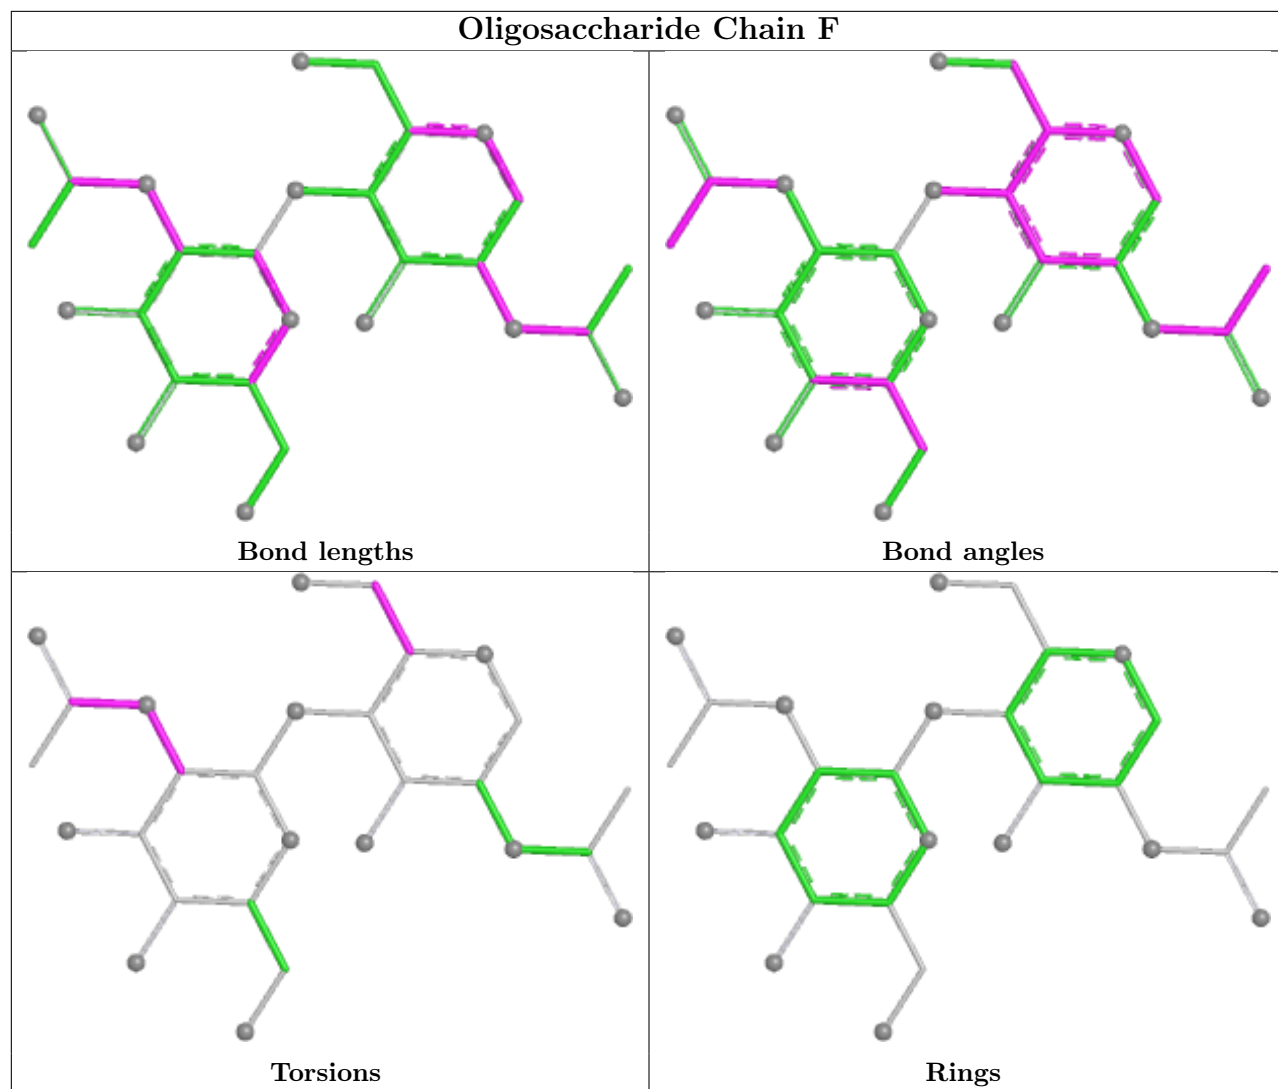 Oligosaccharide Chain F
Bond lengths
Bond angles
Torsions
Rings